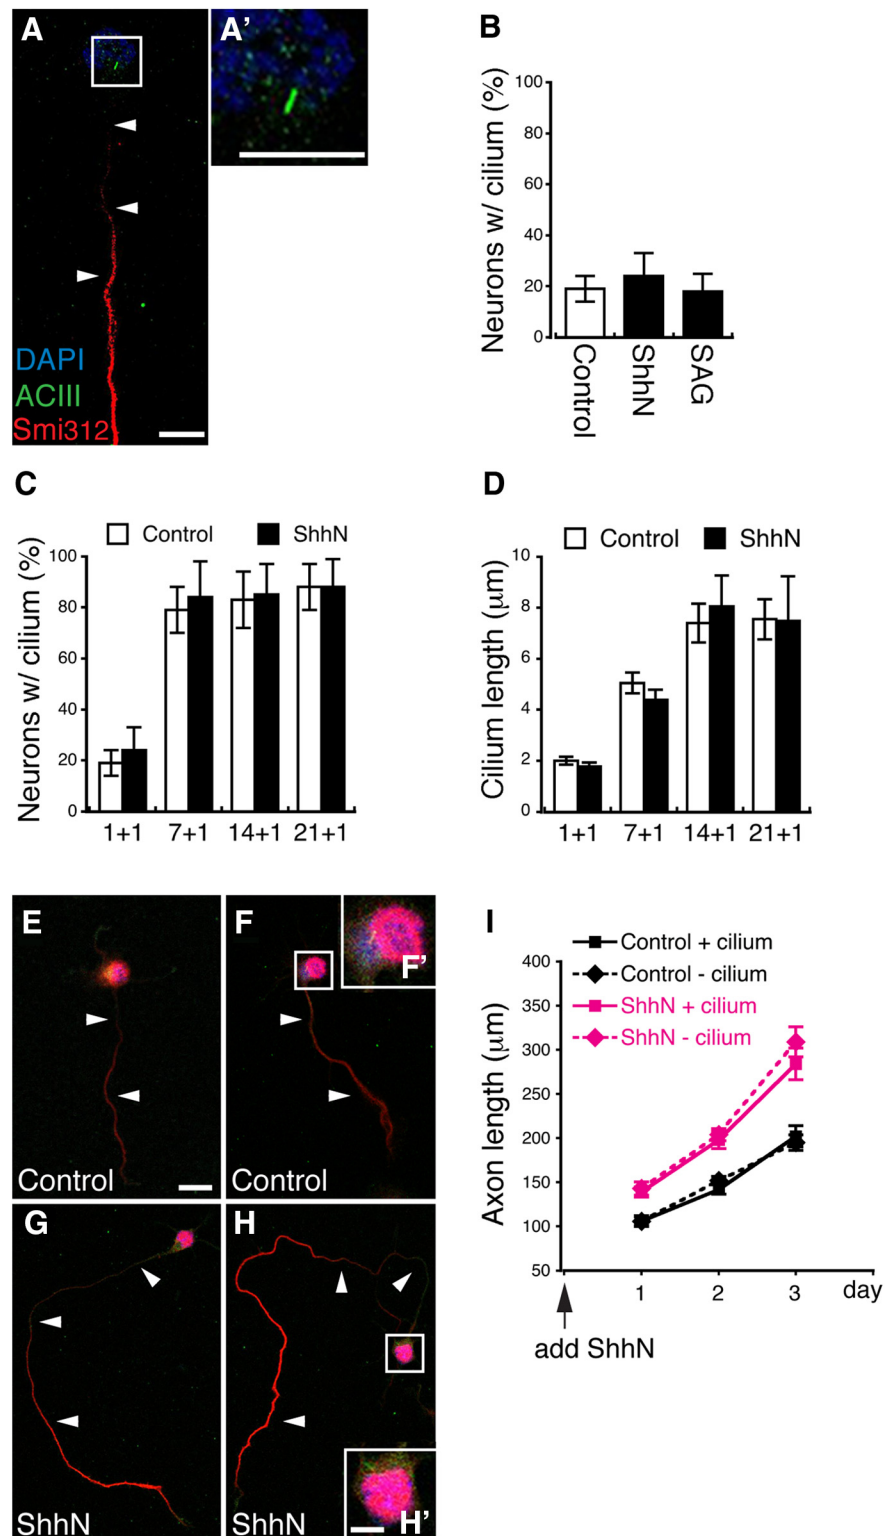 A
A'
DAPI
ACIII
Smi312
B
Neurons w/ cilium (%)
100
80
60
40
20
0
Control
ShhN
SAG
C
Control
ShhN
Neurons w/ cilium (%)
100
80
60
40
20
0
1+1
7+1
14+1
21+1
D
Control
ShhN
Cilium length (μm)
10
8
6
4
2
0
1+1
7+1
14+1
21+1
E
Control
F
F'
Control
G
ShhN
H
H'
ShhN
I
Control + cilium
Control - cilium
ShhN + cilium
ShhN - cilium
Axon length (μm)
400
350
300
250
200
150
100
50
1
2
3
day
add ShhN